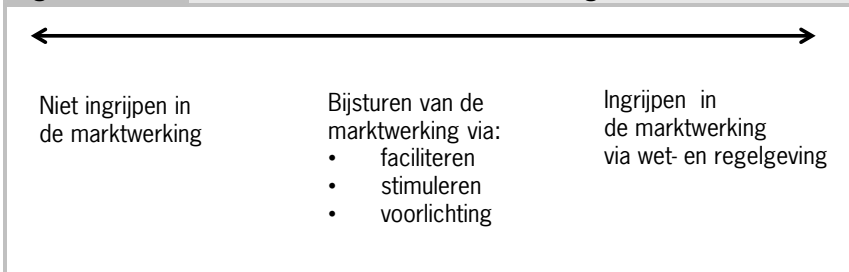 Niet ingrijpen in
de marktwerking
Bijsturen van de
marktwerking via:
• faciliteren
• stimuleren
• voorlichting
Ingrijpen in
de marktwerking
via wet- en regelgeving